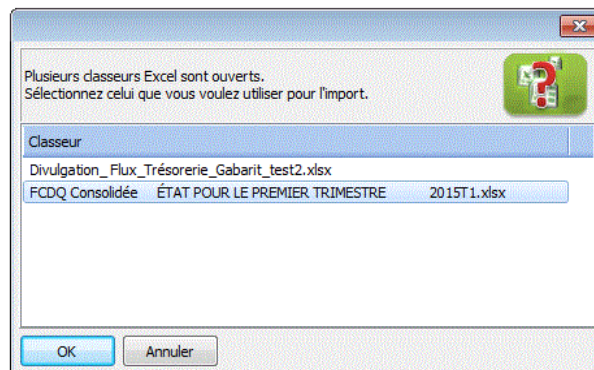 Plusieurs classeurs Excel sont ouverts.
Sélectionnez celui que vous voulez utiliser pour l'import.
Classeur
Divulgation_ Flux_Trésorerie_Gabarit_test2.xlsx
FCDQ Consolidée ÉTAT POUR LE PREMIER TRIMESTRE 2015T1.xlsx
OK Annuler